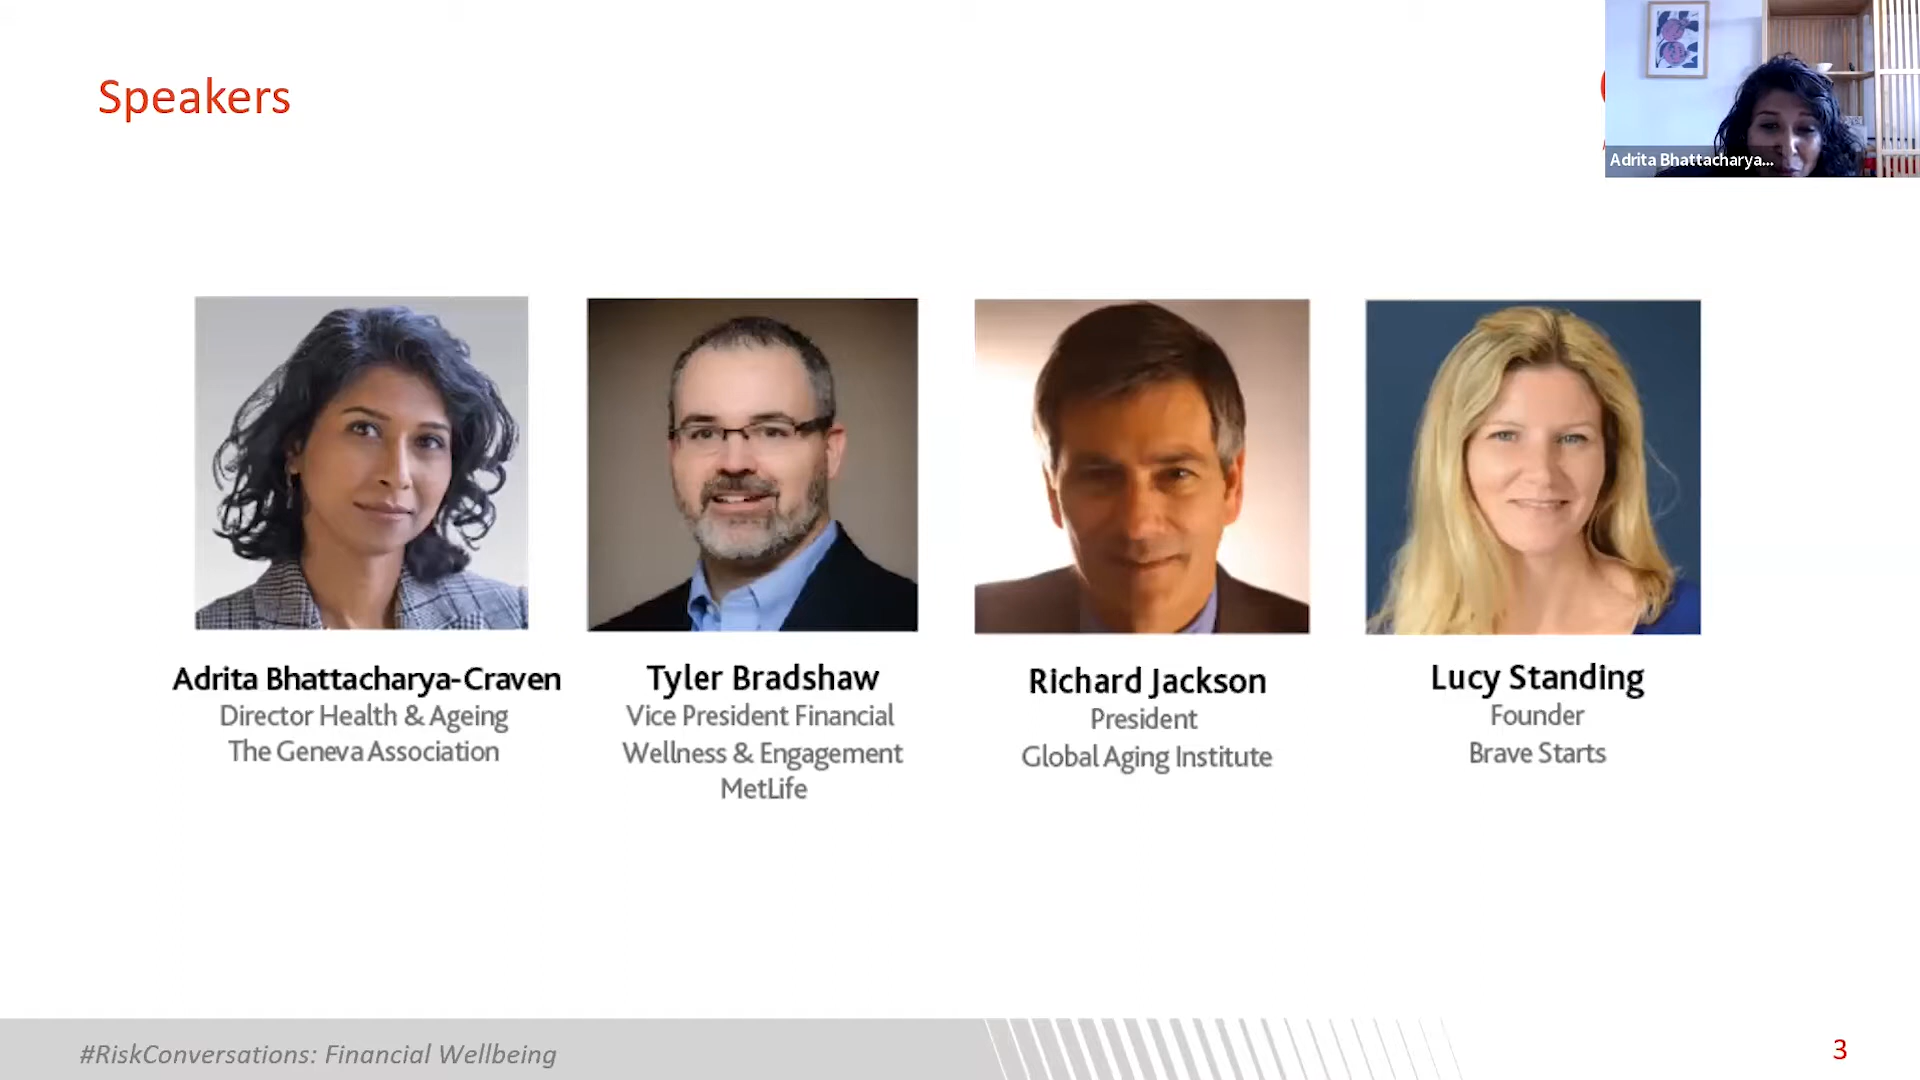 Speakers
Adrita Bhattacharya...
Adrita Bhattacharya-Craven
Director Health & Ageing
The Geneva Association
Tyler Bradshaw
Vice President Financial
Wellness & Engagement
MetLife
Richard Jackson
President
Global Aging Institute
Lucy Standing
Founder
Brave Starts
#RiskConversations: Financial Wellbeing
3